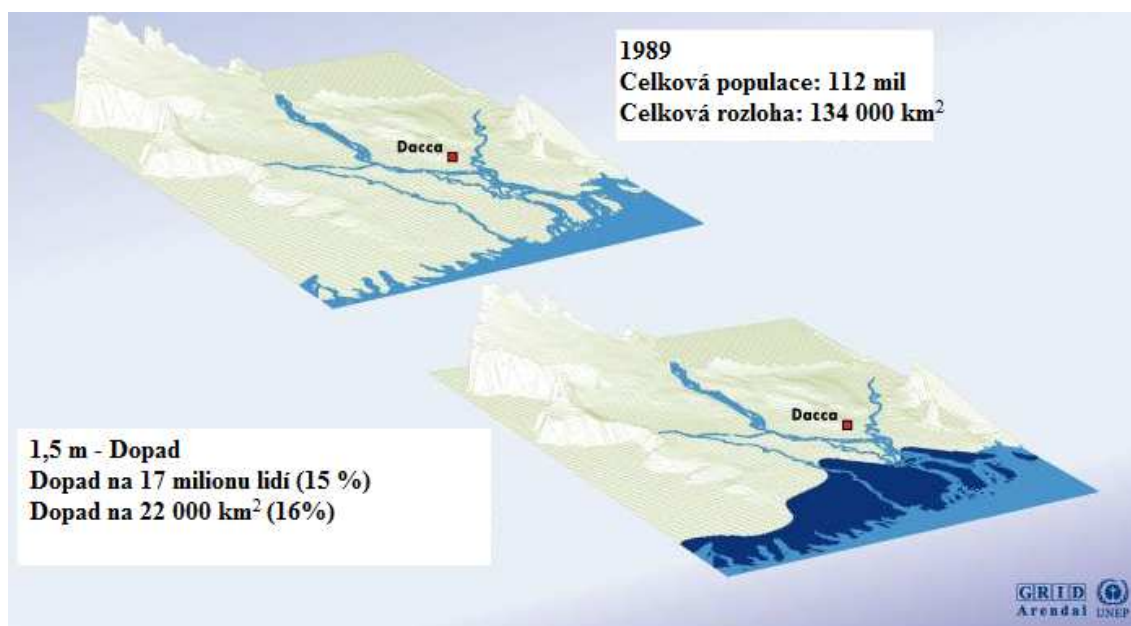 1989
Celková populace: 112 mil
Celková rozloha: 134 000 km²
Dacca
Dacca
1,5 m - Dopad
Dopad na 17 milionu lidí (15 %)
Dopad na 22 000 km² (16%)
GRID
Arendal UNEP